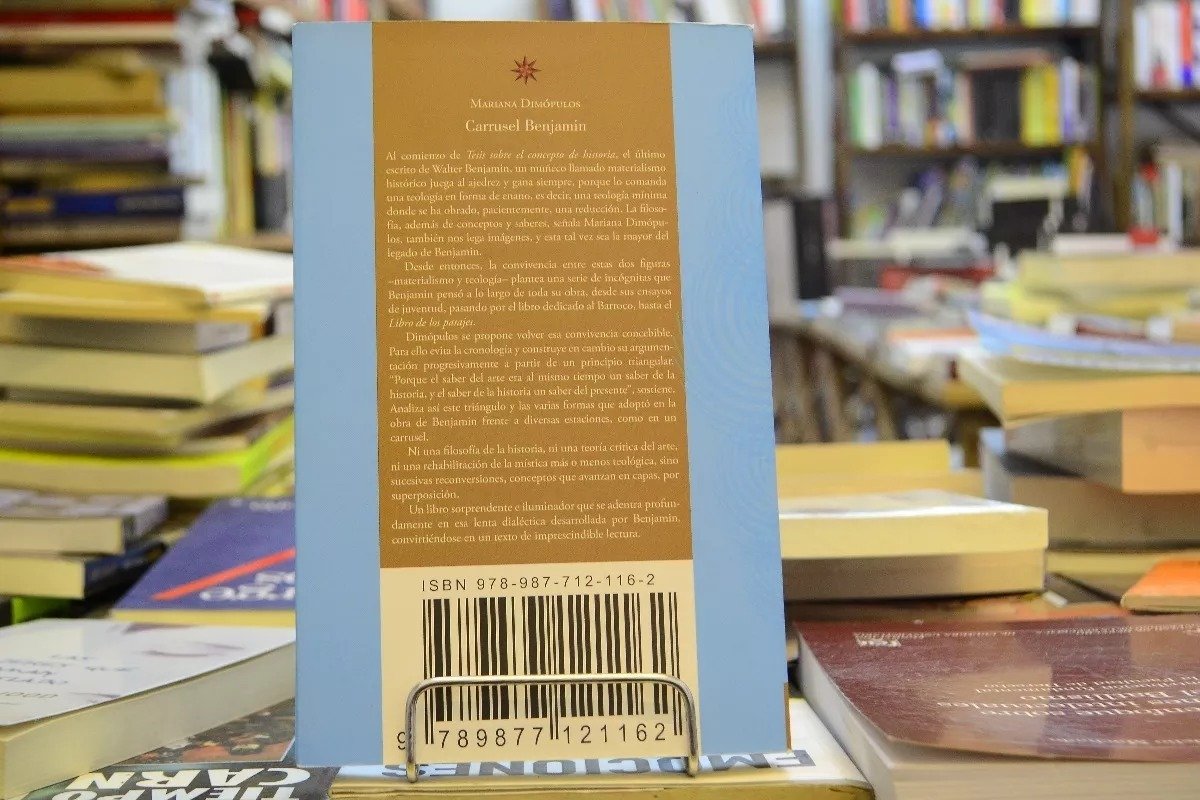 MARIANA DIMÓPULOS
Carrusel Benjamin
Al comienzo de Tesis sobre el concepto de historia, el último
escrito de Walter Benjamin, un muñeco llamado materialismo
histórico juega al ajedrez y gana siempre, porque lo comanda
una teología en forma de enano, es decir, una teología mínima
donde se ha obrado, pacientemente, una reducción. La filoso-
fía, además de conceptos y saberes, señala Mariana Dimópu-
los, también nos lega imágenes, y esta tal vez sea la mayor del
legado de Benjamin.
Desde entonces, la convivencia entre estas dos figuras
–materialismo y teología– plantea una serie de incógnitas que
Benjamin pensó a lo largo de toda su obra, desde sus ensayos
de juventud, pasando por el libro dedicado al Barroco, hasta el
Libro de los pasajes.
Dimópulos se propone volver esa convivencia concebible.
Para ello evita la cronología y construye en cambio su argumen-
tación progresivamente a partir de un principio triangular.
"Porque el saber del arte era al mismo tiempo un saber de la
historia, y el saber de la historia un saber del presente", sostiene.
Analiza así este triángulo y las varias formas que adoptó en la
obra de Benjamin frente a diversas estaciones, como en un
carrusel.
Ni una filosofía de la historia, ni una teoría crítica del arte,
ni una rehabilitación de la mística más o menos teológica, sino
sucesivas reconversiones, conceptos que avanzan en capas, por
superposición.
Un libro sorprendente e iluminador que se adentra profun-
damente en esa lenta dialéctica desarrollada por Benjamin,
convirtiéndose en un texto de imprescindible lectura.
ISBN 978-987-712-116-2
9 789877 121162
EMOCIONES
TIEMPO
CARN